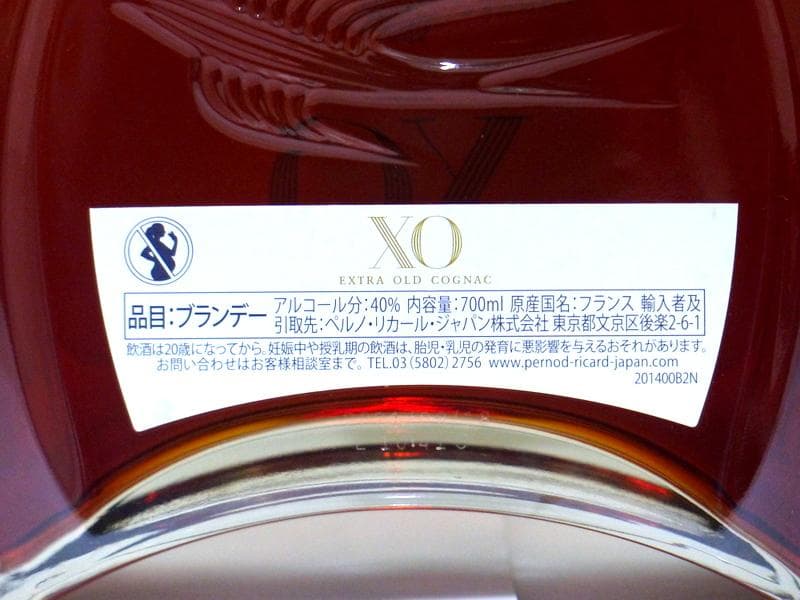 XO
XO
EXTRA OLD COGNAC
品目：ブランデー
アルコール分：40% 内容量：700ml 原産国名：フランス 輸入者及
引取先：ペルノ・リカール・ジャパン株式会社 東京都文京区後楽2-6-1
飲酒は20歳になってから。妊娠中や授乳期の飲酒は、胎児・乳児の発育に悪影響を与えるおそれがあります。
お問い合わせはお客様相談室まで。TEL.03 (5802) 2756 www.pernod-ricard-japan.com
201400B2N